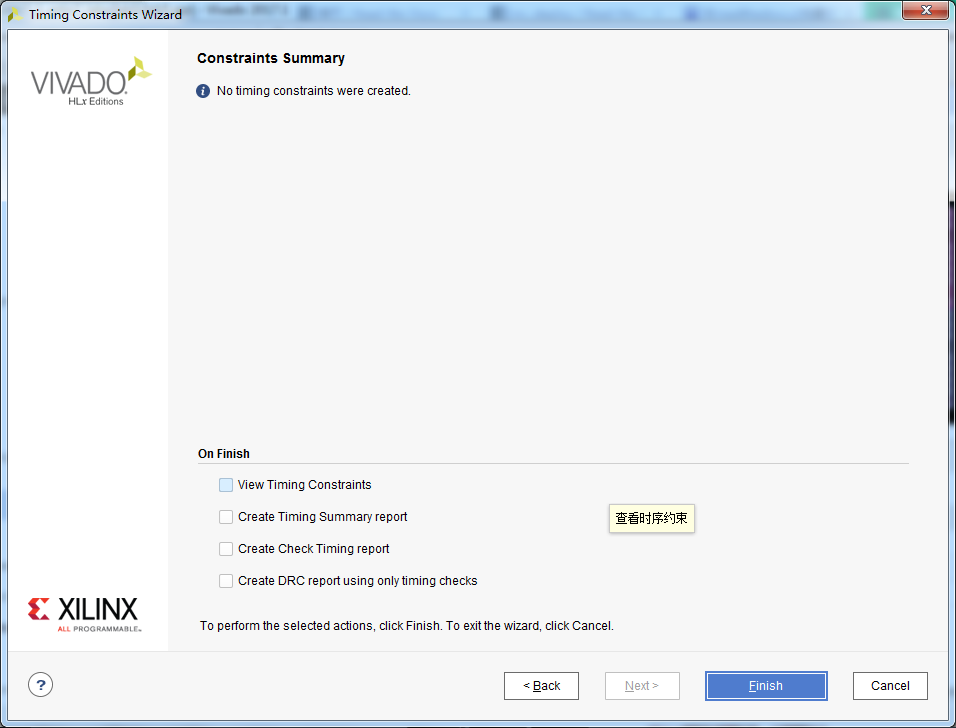 Timing Constraints Wizard
VIVADO.
HLx Editions
Constraints Summary
i No timing constraints were created.
On Finish
View Timing Constraints
Create Timing Summary report
查看时序约束
Create Check Timing report
Create DRC report using only timing checks
XILINX
ALL PROGRAMMABLE™
To perform the selected actions, click Finish. To exit the wizard, click Cancel.
?
< Back
Next >
Finish
Cancel